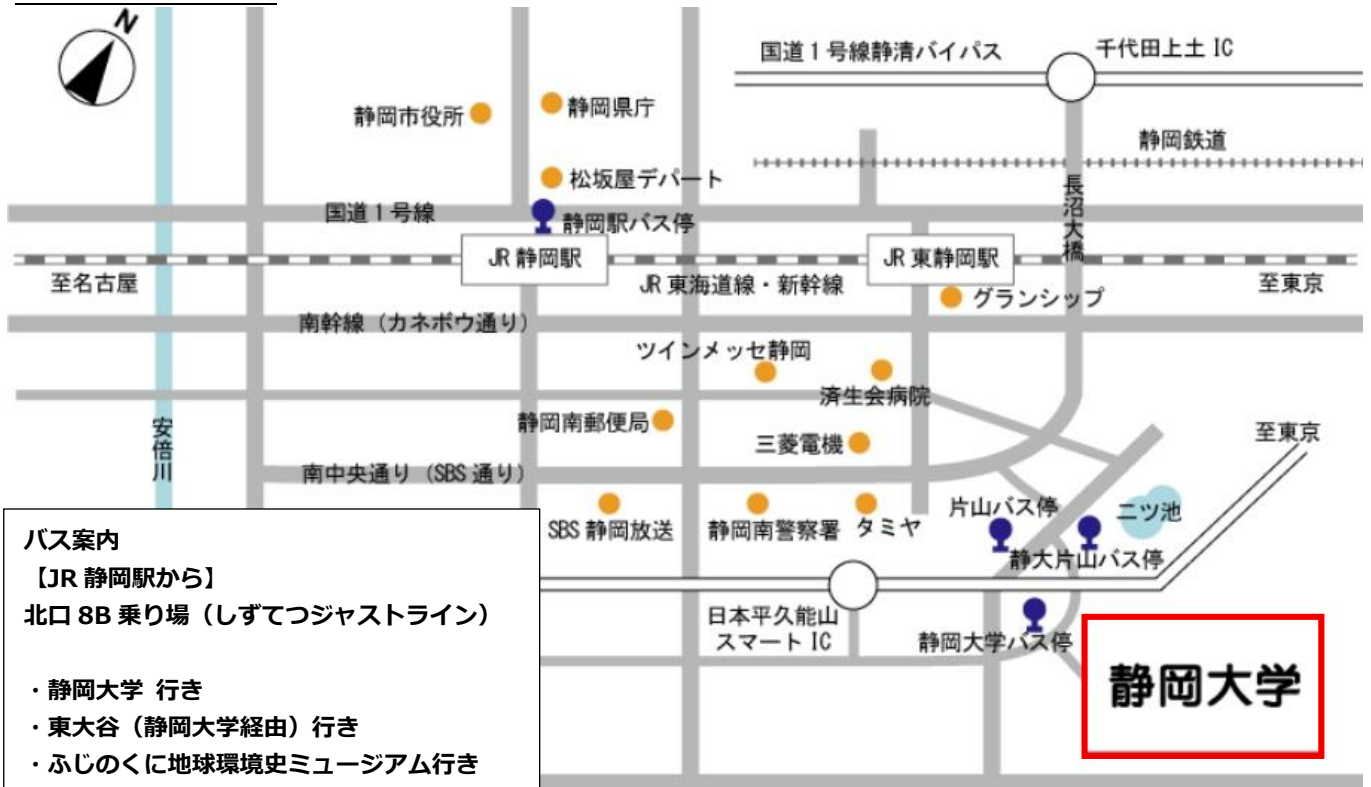 N
国道1号線静清バイパス
千代田上土 IC
静岡市役所
静岡県庁
静岡鉄道
松坂屋デパート
長沼大橋
国道1号線
静岡駅バス停
JR 静岡駅
JR 東静岡駅
至名古屋
JR 東海道線・新幹線
至東京
グランシップ
南幹線（カネボウ通り）
ツインメッセ静岡
済生会病院
安倍川
静岡南郵便局
三菱電機
至東京
南中央通り（SBS 通り）
SBS 静岡放送
静岡南警察署
タミヤ
片山バス停
二ツ池
静大片山バス停
日本平久能山
スマート IC
静岡大学バス停
静岡大学
バス案内
【JR 静岡駅から】
北口 8B 乗り場（しずてつジャストライン）
・静岡大学 行き
・東大谷（静岡大学経由）行き
・ふじのくに地球環境史ミュージアム行き